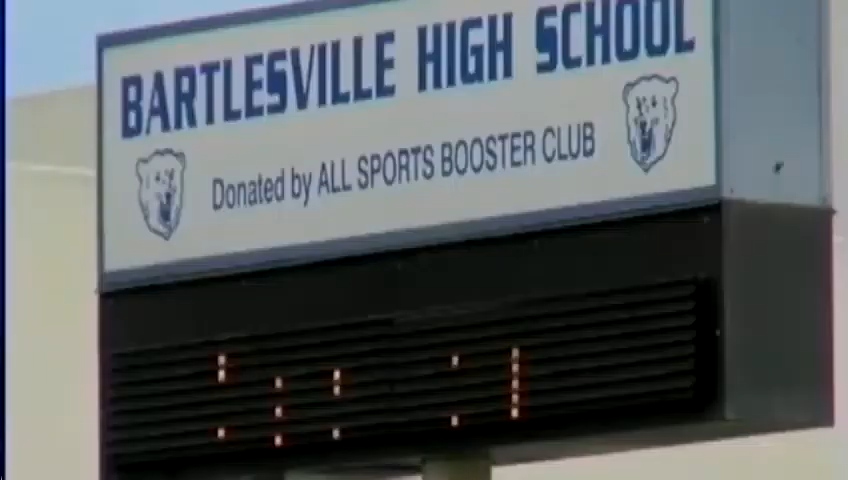 BARTLESVILLE HIGH SCHOOL
Donated by ALL SPORTS BOOSTER CLUB